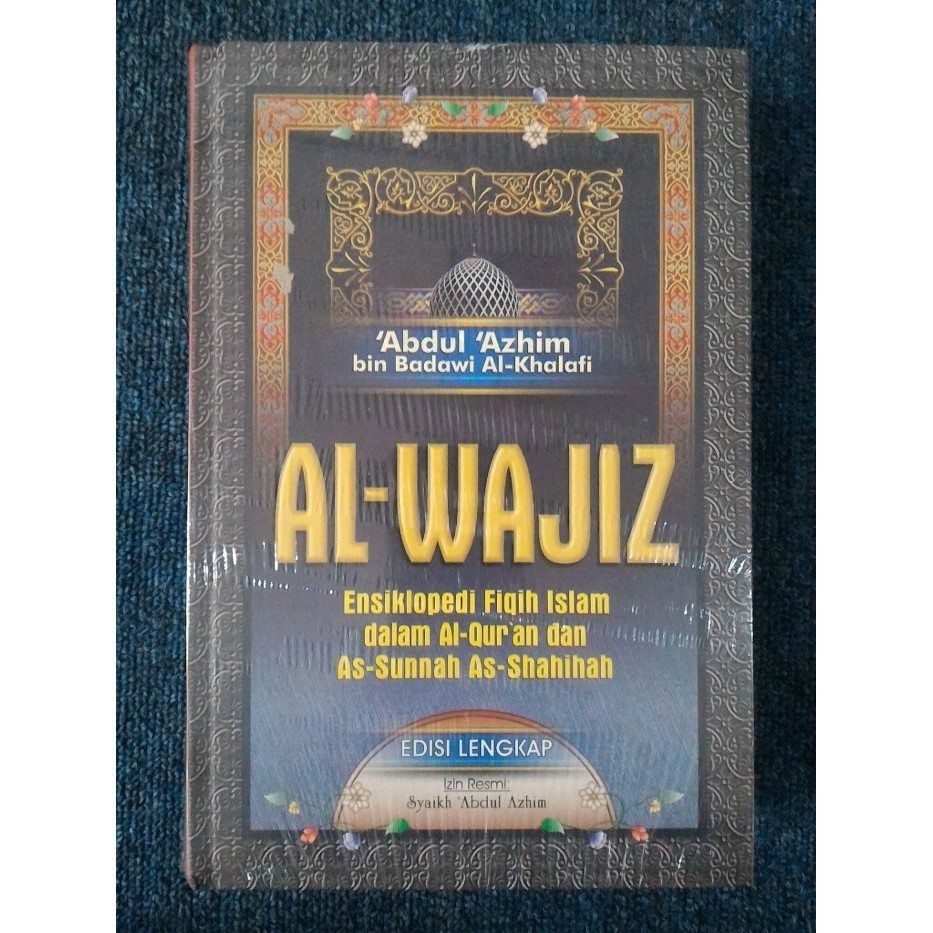 'Abdul 'Azhim
bin Badawi Al-Khalafi
AL-WAJIZ
Ensiklopedi Fiqih Islam
dalam Al-Qur'an dan
As-Sunnah As-Shahihah
EDISI LENGKAP
Izin Resmi:
Syaikh 'Abdul Azhim